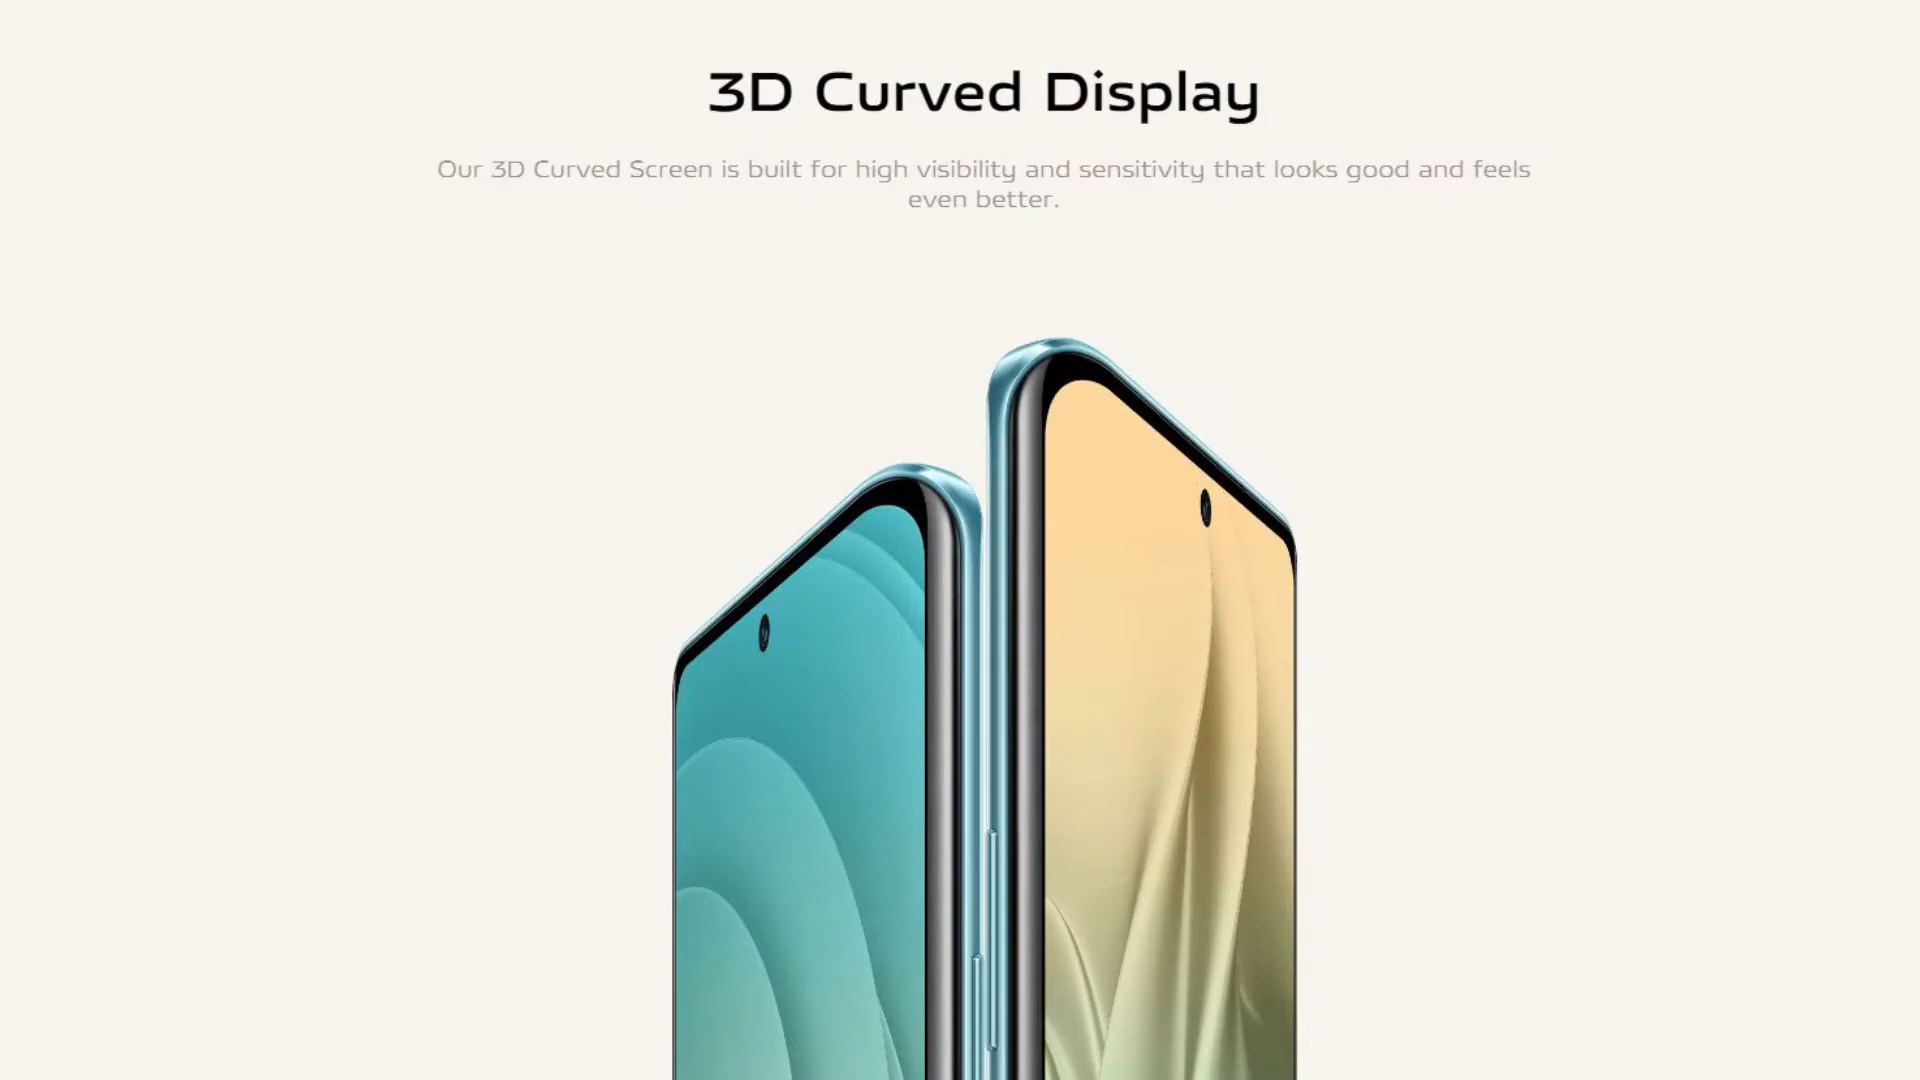 3D Curved Display
Our 3D Curved Screen is built for high visibility and sensitivity that looks good and feels
even better.